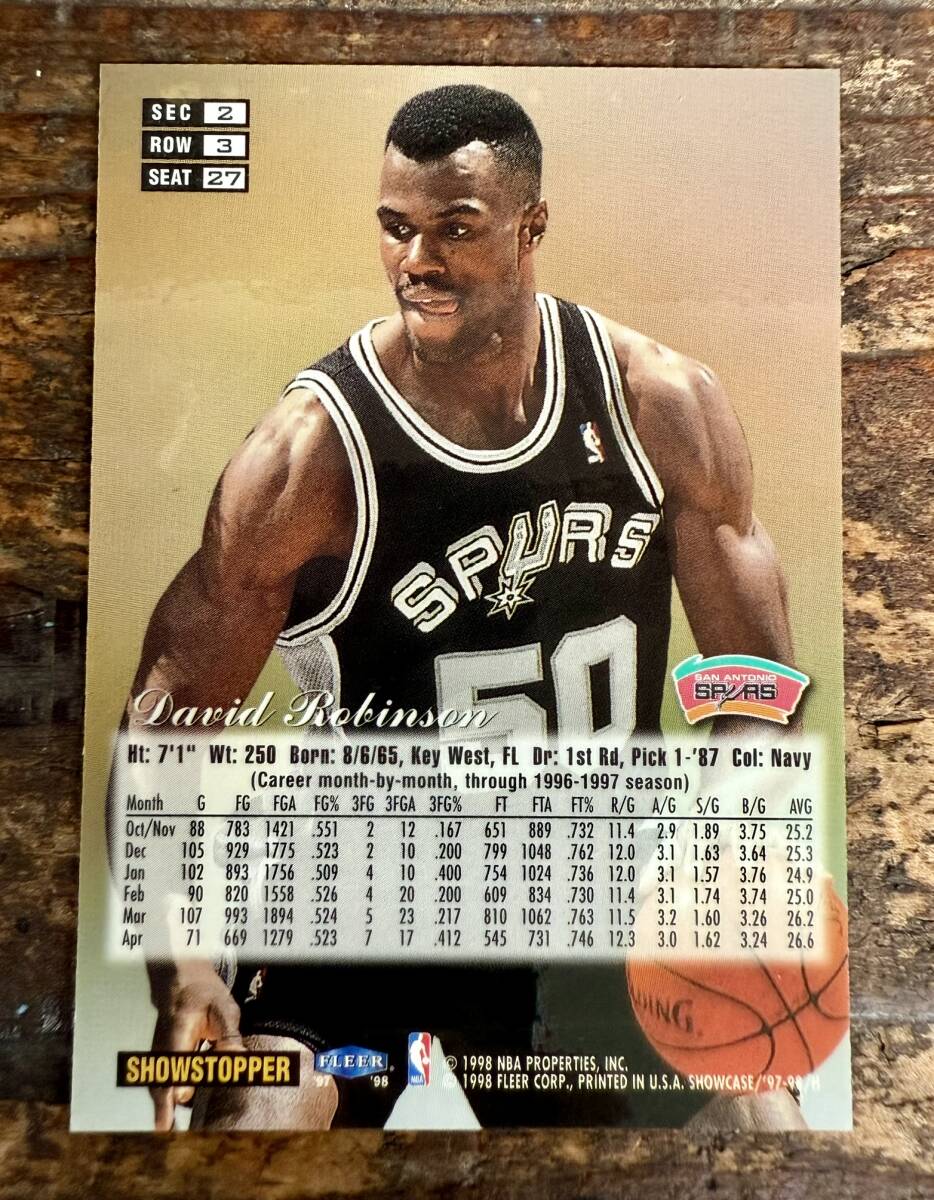 SEC 2
ROW 3
SEAT 27
SPURS
50
SAN ANTONIO
SPURS
David Robinson
Ht: 7'1" Wt: 250 Born: 8/6/65, Key West, FL Dr: 1st Rd, Pick 1-'87 Col: Navy
(Career month-by-month, through 1996-1997 season)
Month G FG FGA FG% 3FG 3FGA 3FG% FT FTA FT% R/G A/G S/G B/G AVG
Oct/Nov 88 783 1421 .551 2 12 .167 651 889 .732 11.4 2.9 1.89 3.75 25.2
Dec 105 929 1775 .523 2 10 .200 799 1048 .762 12.0 3.1 1.63 3.64 25.3
Jan 102 893 1756 .509 4 10 .400 754 1024 .736 12.0 3.1 1.57 3.76 24.9
Feb 90 820 1558 .526 4 20 .200 609 834 .730 11.4 3.1 1.74 3.74 25.0
Mar 107 993 1894 .524 5 23 .217 810 1062 .763 11.5 3.2 1.60 3.26 26.2
Apr 71 669 1279 .523 7 17 .412 545 731 .746 12.3 3.0 1.62 3.24 26.6
SHOWSTOPPER
FLEER
'97 '98
NBA
© 1998 NBA PROPERTIES, INC.
© 1998 FLEER CORP., PRINTED IN U.S.A. SHOWCASE/'97-98/H